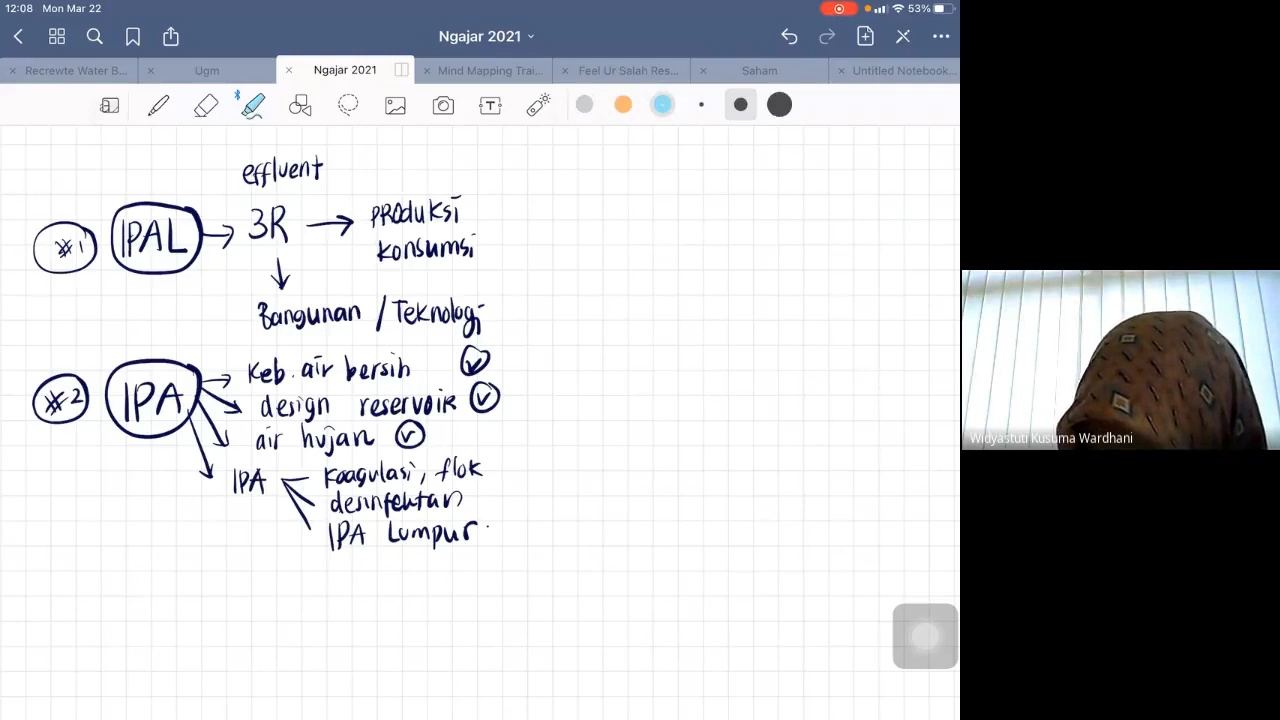 12:08 Mon Mar 22
53%
Ngajar 2021
Recrewte Water B...
Ugm
Ngajar 2021
Mind Mapping Trai...
Feel Ur Salah Res...
Saham
Untitled Notebook...
T
effluent
#1
IPAL
3R
PRODUKSI
KONSUMSI
Bangunan / Teknologi
#2
IPA
Keb. air bersih
design reservoir
air hujan
IPA
Koagulasi, flok
desinfektan
IPA Lumpur
Widyastuti Kusuma Wardhani